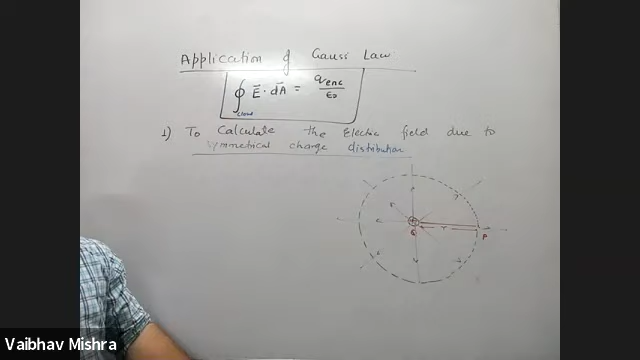 Application of Gauss Law:
∮ E⃗ · dA⃗ = qenc / ε0
closed
1) To Calculate the Electric field due to
symmetrical charge distribution
r
P
Vaibhav Mishra